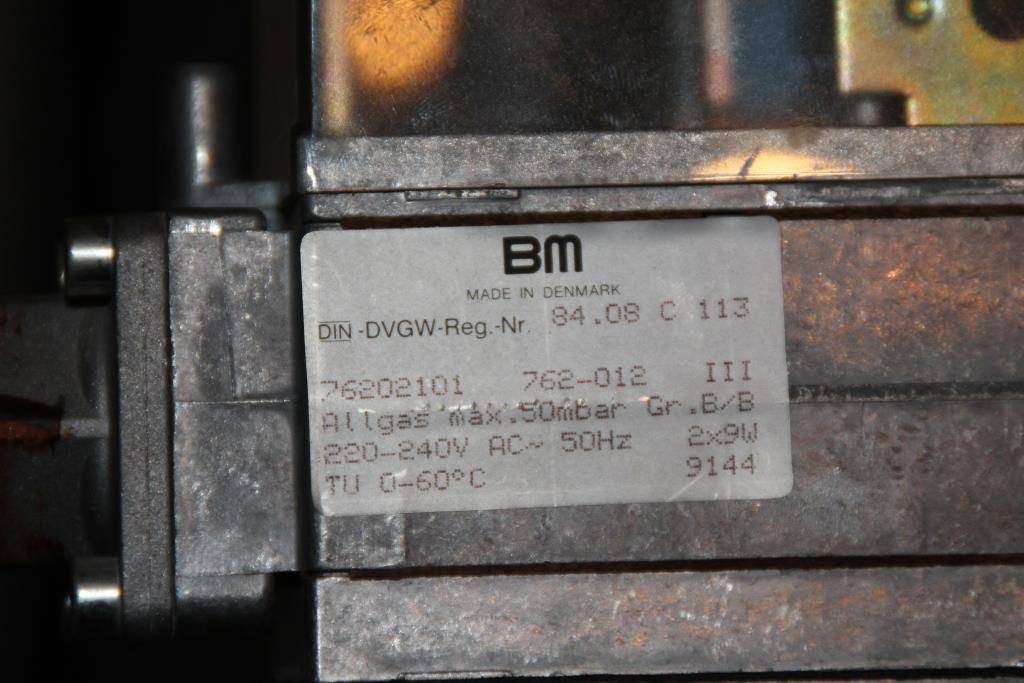 BM
MADE IN DENMARK
DIN -DVGW-Reg.-Nr. 84.08 C 113
76202101 762-012 III
Allgas max.50mbar Gr.B/B
220-240V AC~ 50Hz 2x9W
TU 0-60°C 9144